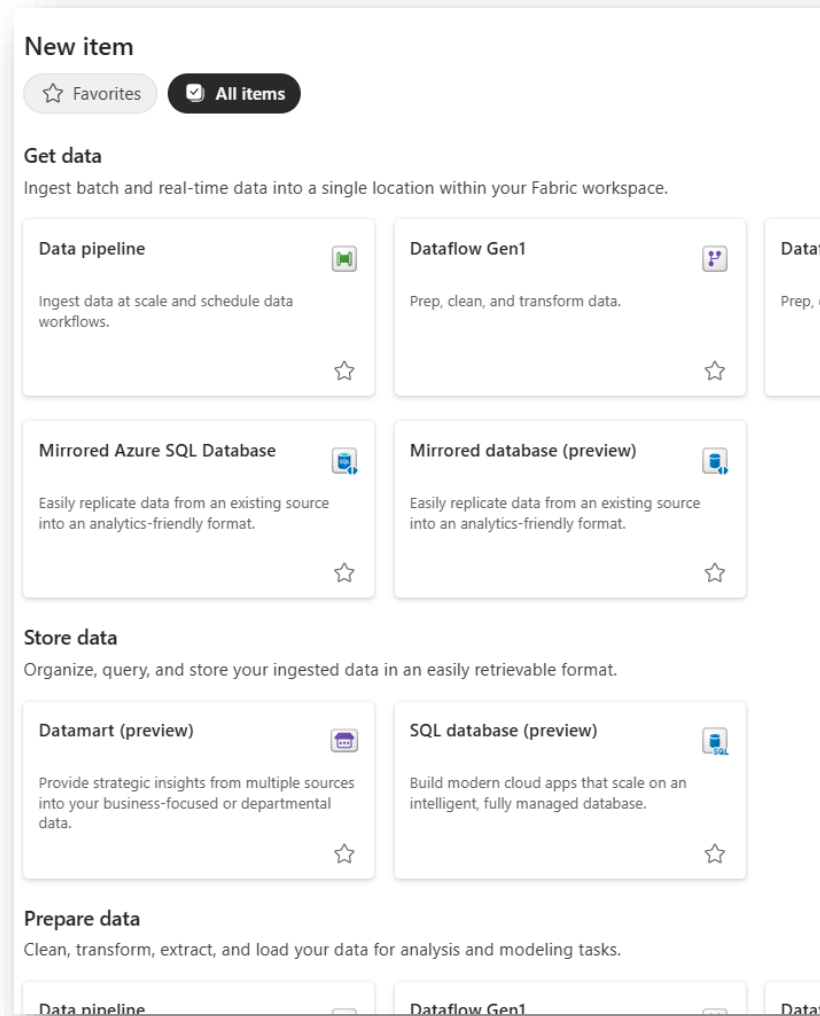 New item
Favorites
All items
Get data
Ingest batch and real-time data into a single location within your Fabric workspace.
Data pipeline
Ingest data at scale and schedule data
workflows.
Dataflow Gen1
Prep, clean, and transform data.
Prep,
Mirrored Azure SQL Database
Easily replicate data from an existing source
into an analytics-friendly format.
Mirrored database (preview)
Easily replicate data from an existing source
into an analytics-friendly format.
Store data
Organize, query, and store your ingested data in an easily retrievable format.
Datamart (preview)
Provide strategic insights from multiple sources
into your business-focused or departmental
data.
SQL database (preview)
SQL
Build modern cloud apps that scale on an
intelligent, fully managed database.
Prepare data
Clean, transform, extract, and load your data for analysis and modeling tasks.
Data pipeline
Dataflow Gen1